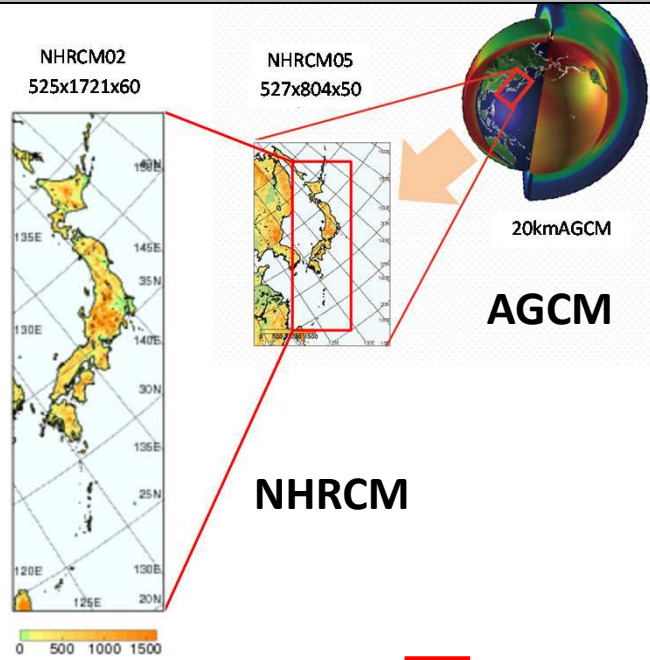 NHRCM02
525x1721x60
NHRCM05
527x804x50
20kmAGCM
AGCM
NHRCM
135E
145E
35N
130E
140E
30N
135E
25N
120E
130E
125E
20N
0 500 1000 1500